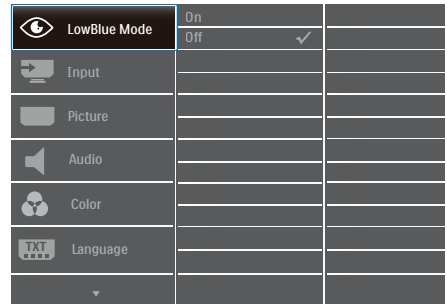 LowBlue Mode
On
Off
Input
Picture
Audio
Color
TXT
Language